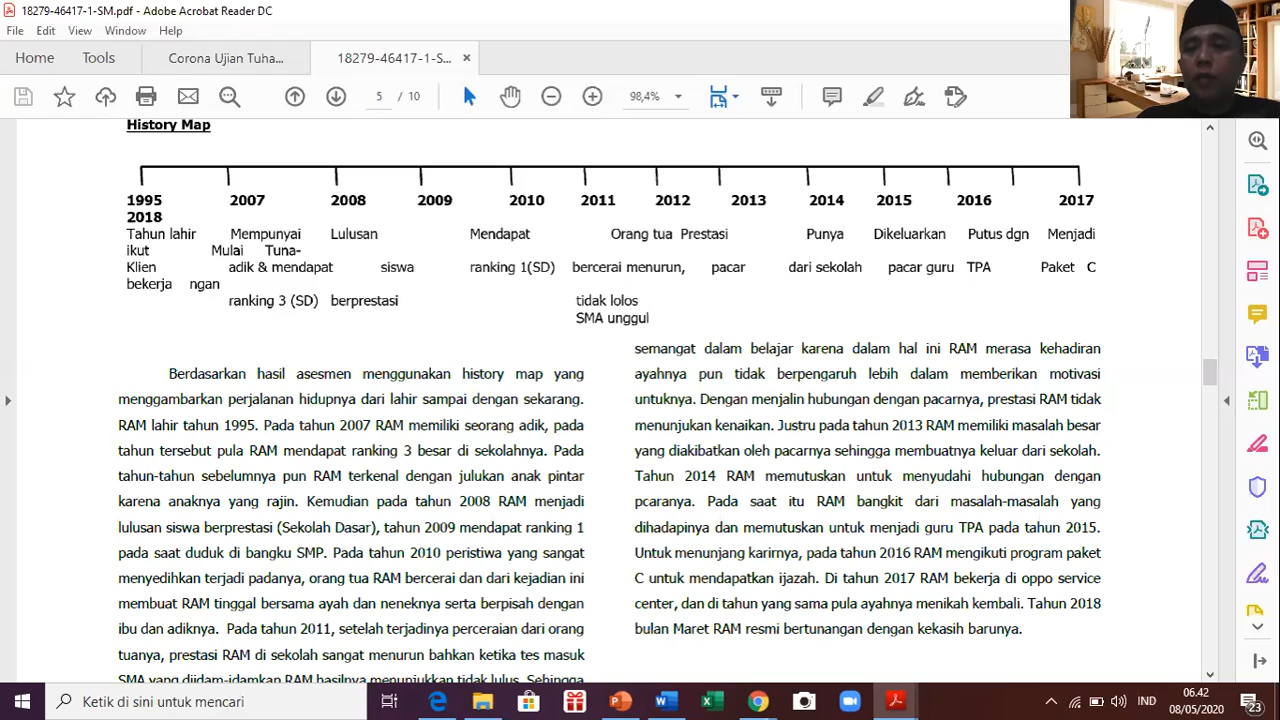 18279-46417-1-SM.pdf - Adobe Acrobat Reader DC
File Edit View Window Help
Home Tools Corona Ujian Tuha... 18279-46417-1-S...
5 / 10 98,4%
History Map
1995 2007 2008 2009 2010 2011 2012 2013 2014 2015 2016 2017
2018
Tahun lahir Mempunyai Lulusan Mendapat Orang tua Prestasi Punya Dikeluarkan Putus dgn Menjadi
ikut Mulai Tuna-
Klien adik & mendapat siswa ranking 1(SD) bercerai menurun, pacar dari sekolah pacar guru TPA Paket C
bekerja ngan
ranking 3 (SD) berprestasi tidak lolos
SMA unggul
Berdasarkan hasil asesmen menggunakan history map yang
menggambarkan perjalanan hidupnya dari lahir sampai dengan sekarang.
RAM lahir tahun 1995. Pada tahun 2007 RAM memiliki seorang adik, pada
tahun tersebut pula RAM mendapat ranking 3 besar di sekolahnya. Pada
tahun-tahun sebelumnya pun RAM terkenal dengan julukan anak pintar
karena anaknya yang rajin. Kemudian pada tahun 2008 RAM menjadi
lulusan siswa berprestasi (Sekolah Dasar), tahun 2009 mendapat ranking 1
pada saat duduk di bangku SMP. Pada tahun 2010 peristiwa yang sangat
menyedihkan terjadi padanya, orang tua RAM bercerai dan dari kejadian ini
membuat RAM tinggal bersama ayah dan neneknya serta berpisah dengan
ibu dan adiknya. Pada tahun 2011, setelah terjadinya perceraian dari orang
tuanya, prestasi RAM di sekolah sangat menurun bahkan ketika tes masuk
SMA yang diidam-idamkan RAM hasilnya menunjukkan tidak lulus. Sehingga
semangat dalam belajar karena dalam hal ini RAM merasa kehadiran
ayahnya pun tidak berpengaruh lebih dalam memberikan motivasi
untuknya. Dengan menjalin hubungan dengan pacarnya, prestasi RAM tidak
menunjukan kenaikan. Justru pada tahun 2013 RAM memiliki masalah besar
yang diakibatkan oleh pacarnya sehingga membuatnya keluar dari sekolah.
Tahun 2014 RAM memutuskan untuk menyudahi hubungan dengan
pcaranya. Pada saat itu RAM bangkit dari masalah-masalah yang
dihadapinya dan memutuskan untuk menjadi guru TPA pada tahun 2015.
Untuk menunjang karirnya, pada tahun 2016 RAM mengikuti program paket
C untuk mendapatkan ijazah. Di tahun 2017 RAM bekerja di oppo service
center, dan di tahun yang sama pula ayahnya menikah kembali. Tahun 2018
bulan Maret RAM resmi bertunangan dengan kekasih barunya.
Ketik di sini untuk mencari
IND
06.42
08/05/2020
23